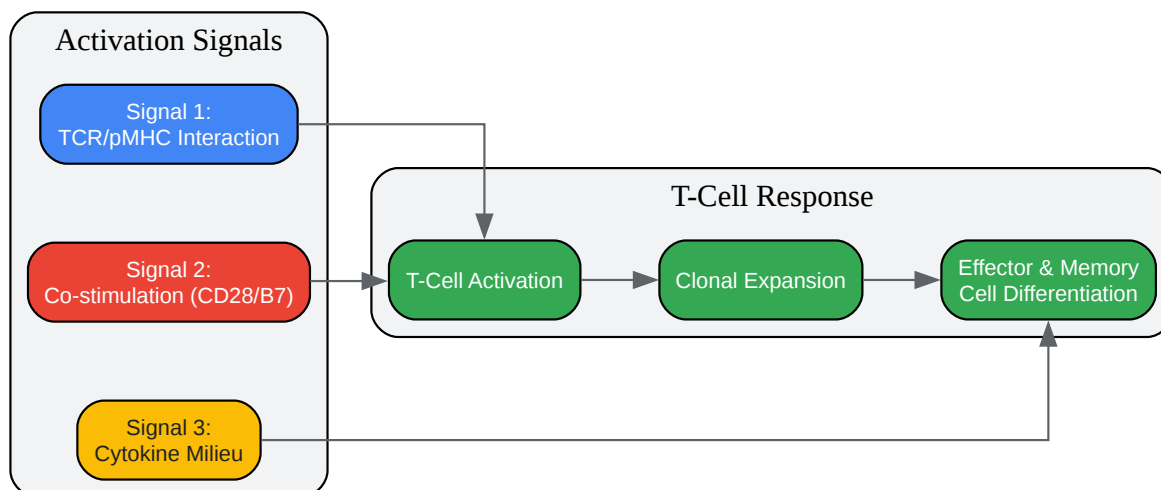 Activation Signals
Signal 1:
TCR/pMHC Interaction
T-Cell Response
Signal 2:
Co-stimulation (CD28/B7)
T-Cell Activation
Clonal Expansion
Effector & Memory
Cell Differentiation
Signal 3:
Cytokine Milieu